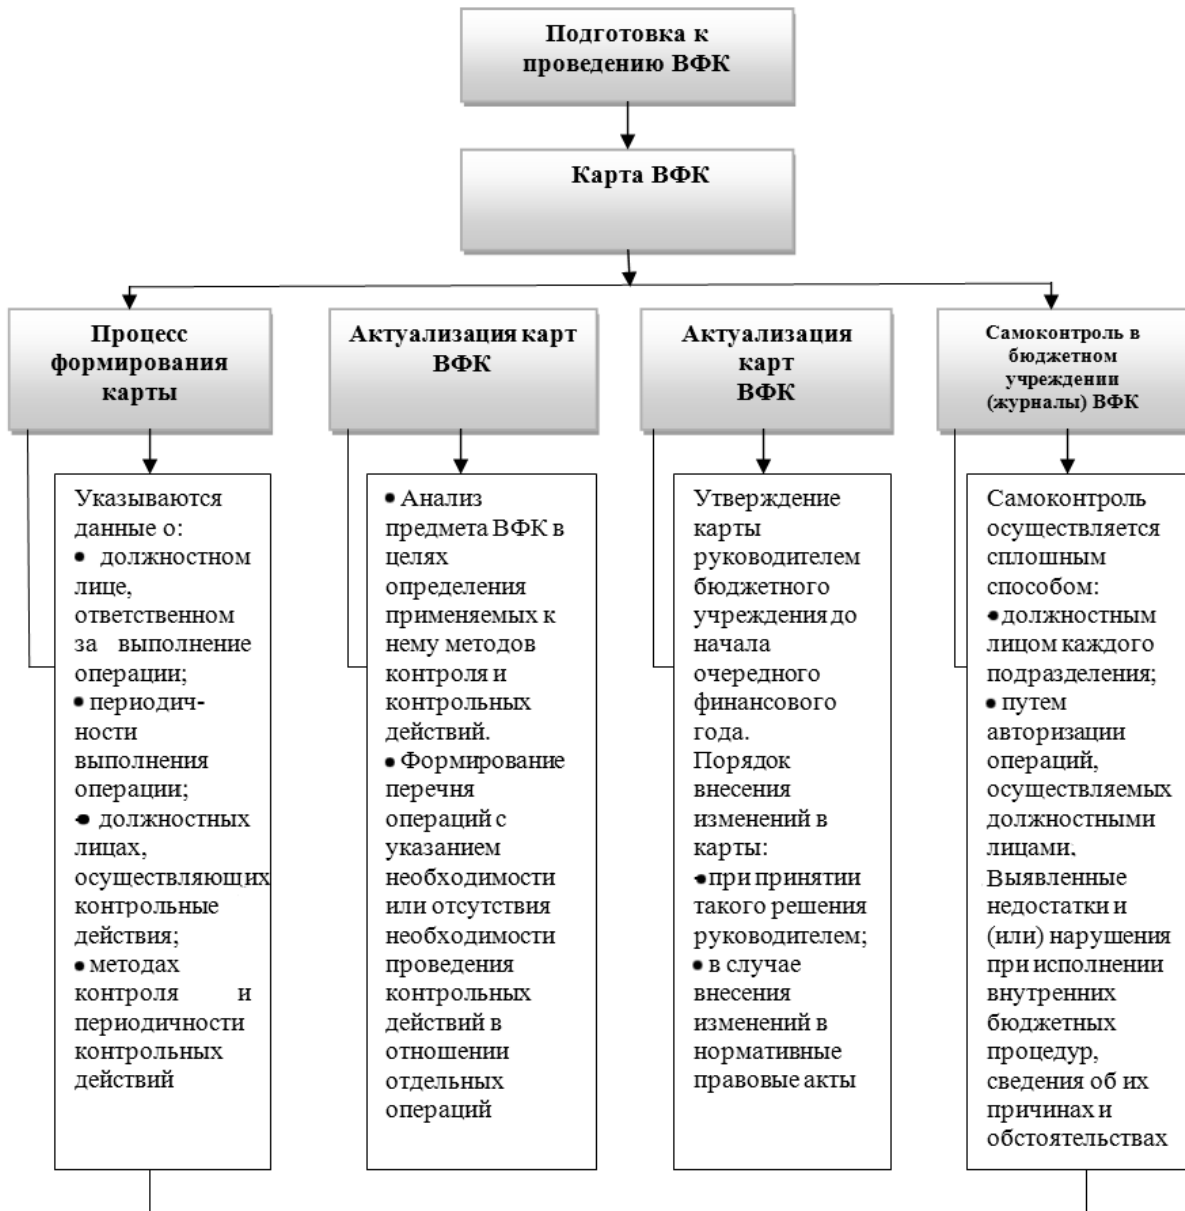 Подготовка к
проведению ВФК
Карта ВФК
Процесс
формирования
карты
Актуализация карт
ВФК
Актуализация
карт
ВФК
Самоконтроль в
бюджетном
учреждении
(журналы) ВФК
Указываются
данные о:
• должностном
лице,
ответственном
за выполнение
операции;
• периодич-
ности
выполнения
операции;
• должностных
лицах,
осуществляющих
контрольные
действия;
• методах
контроля и
периодичности
контрольных
действий
• Анализ
предмета ВФК в
целях
определения
применяемых к
нему методов
контроля и
контрольных
действий.
• Формирование
перечня
операций с
указанием
необходимости
или отсутствия
необходимости
проведения
контрольных
действий в
отношении
отдельных
операций
Утверждение
карты
руководителем
бюджетного
учреждения до
начала
очередного
финансового
года.
Порядок
внесения
изменений в
карты:
• при принятии
такого решения
руководителем;
• в случае
внесения
изменений в
нормативные
правовые акты
Самоконтроль
осуществляется
сплошным
способом:
• должностным
лицом каждого
подразделения;
• путем
авторизации
операций,
осуществляемых
должностными
лицами.
Выявленные
недостатки и
(или) нарушения
при исполнении
внутренних
бюджетных
процедур,
сведения об их
причинах и
обстоятельствах